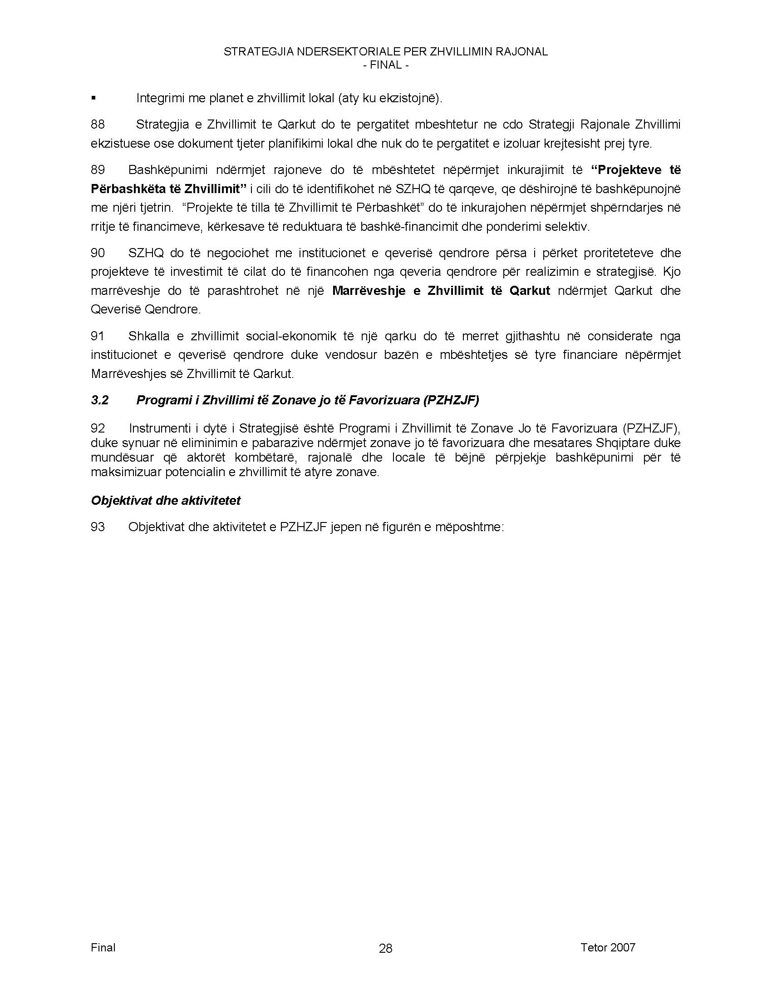 STRATEGJIA NDERSEKTORIALE PER ZHVILLIMIN RAJONAL
- FINAL -
▪ Integrimi me planet e zhvillimit lokal (aty ku ekzistojnë).
88 Strategjia e Zhvillimit te Qarkut do te pergatitet mbeshtetur ne cdo Strategji Rajonale Zhvillimi
ekzistuese ose dokument tjeter planifikimi lokal dhe nuk do te pergatitet e izoluar krejtesisht prej tyre.
89 Bashkëpunimi ndërmjet rajoneve do të mbështetet nëpërmjet inkurajimit të “Projekteve të
Përbashkëta të Zhvillimit” i cili do të identifikohet në SZHQ të qarqeve, qe dëshirojnë të bashkëpunojnë
me njëri tjetrin. “Projekte të tilla të Zhvillimit të Përbashkët” do të inkurajohen nëpërmjet shpërndarjes në
rritje të financimeve, kërkesave të reduktuara të bashkë-financimit dhe ponderimi selektiv.
90 SZHQ do të negociohet me institucionet e qeverisë qendrore përsa i përket proriteteteve dhe
projekteve të investimit të cilat do të financohen nga qeveria qendrore për realizimin e strategjisë. Kjo
marrëveshje do të parashtrohet në një Marrëveshje e Zhvillimit të Qarkut ndërmjet Qarkut dhe
Qeverisë Qendrore.
91 Shkalla e zhvillimit social-ekonomik të një qarku do të merret gjithashtu në considerate nga
institucionet e qeverisë qendrore duke vendosur bazën e mbështetjes së tyre financiare nëpërmjet
Marrëveshjes së Zhvillimit të Qarkut.
3.2 Programi i Zhvillimi të Zonave jo të Favorizuara (PZHZJF)
92 Instrumenti i dytë i Strategjisë është Programi i Zhvillimit të Zonave Jo të Favorizuara (PZHZJF),
duke synuar në eliminimin e pabarazive ndërmjet zonave jo të favorizuara dhe mesatares Shqiptare duke
mundësuar që aktorët kombëtarë, rajonalë dhe locale të bëjnë përpjekje bashkëpunimi për të
maksimizuar potencialin e zhvillimit të atyre zonave.
Objektivat dhe aktivitetet
93 Objektivat dhe aktivitetet e PZHZJF jepen në figurën e mëposhtme:
Final 28 Tetor 2007